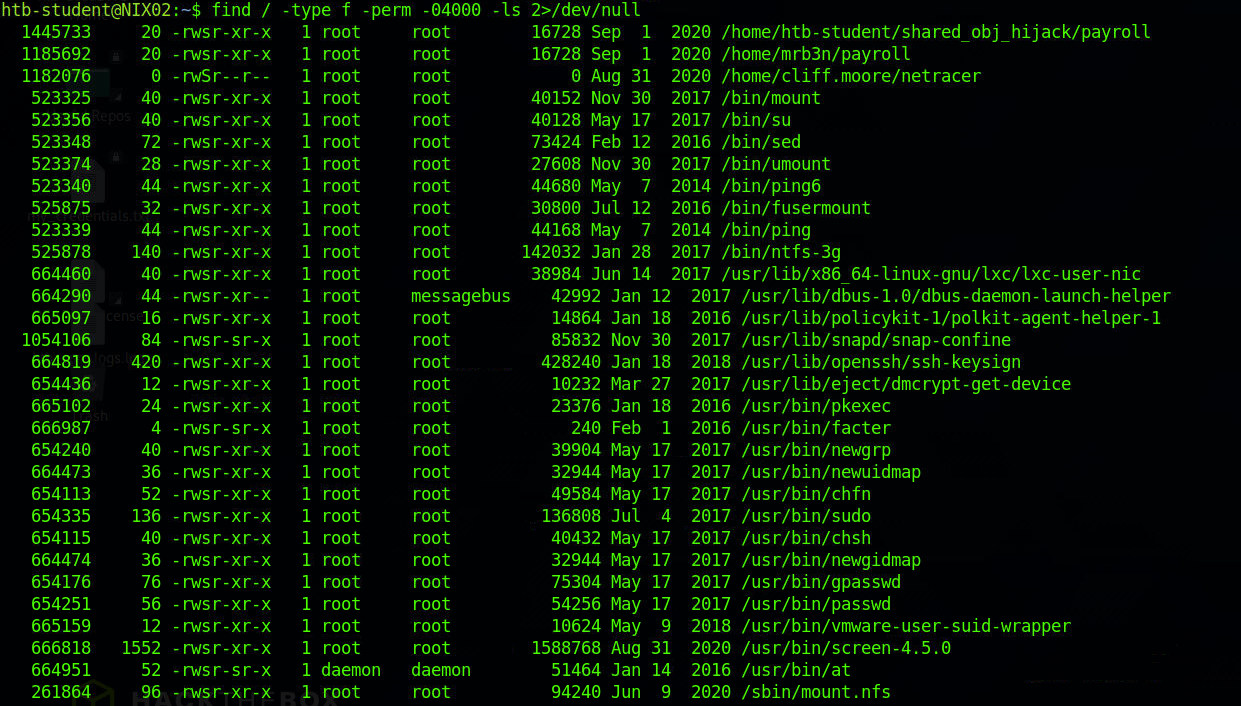 htb-student@NIX02:~$ find / -type f -perm -04000 -ls 2>/dev/null
1445733     20 -rwsr-xr-x   1 root     root        16728 Sep  1  2020 /home/htb-student/shared_obj_hijack/payroll
1185692     20 -rwsr-xr-x   1 root     root        16728 Sep  1  2020 /home/mrb3n/payroll
1182076      0 -rwSr--r--   1 root     root            0 Aug 31  2020 /home/cliff.moore/netracer
523325     40 -rwsr-xr-x   1 root     root        40152 Nov 30  2017 /bin/mount
523356     40 -rwsr-xr-x   1 root     root        40128 May 17  2017 /bin/su
523348     72 -rwsr-xr-x   1 root     root        73424 Feb 12  2016 /bin/sed
523374     28 -rwsr-xr-x   1 root     root        27608 Nov 30  2017 /bin/umount
523340     44 -rwsr-xr-x   1 root     root        44680 May  7  2014 /bin/ping6
525875     32 -rwsr-xr-x   1 root     root        30800 Jul 12  2016 /bin/fusermount
523339     44 -rwsr-xr-x   1 root     root        44168 May  7  2014 /bin/ping
525878    140 -rwsr-xr-x   1 root     root       142032 Jan 28  2017 /bin/ntfs-3g
664460     40 -rwsr-xr-x   1 root     root        38984 Jun 14  2017 /usr/lib/x86_64-linux-gnu/lxc/lxc-user-nic
664290     44 -rwsr-xr--   1 root     messagebus    42992 Jan 12  2017 /usr/lib/dbus-1.0/dbus-daemon-launch-helper
665097     16 -rwsr-xr-x   1 root     root          14864 Jan 18  2016 /usr/lib/policykit-1/polkit-agent-helper-1
1054106     84 -rwsr-sr-x   1 root     root          85832 Nov 30  2017 /usr/lib/snapd/snap-confine
664819    420 -rwsr-xr-x   1 root     root         428240 Jan 18  2018 /usr/lib/openssh/ssh-keysign
654436     12 -rwsr-xr-x   1 root     root          10232 Mar 27  2017 /usr/lib/eject/dmcrypt-get-device
665102     24 -rwsr-xr-x   1 root     root          23376 Jan 18  2016 /usr/bin/pkexec
666987      4 -rwsr-sr-x   1 root     root            240 Feb  1  2016 /usr/bin/facter
654240     40 -rwsr-xr-x   1 root     root          39904 May 17  2017 /usr/bin/newgrp
664473     36 -rwsr-xr-x   1 root     root          32944 May 17  2017 /usr/bin/newuidmap
654113     52 -rwsr-xr-x   1 root     root          49584 May 17  2017 /usr/bin/chfn
654335    136 -rwsr-xr-x   1 root     root         136808 Jul  4  2017 /usr/bin/sudo
654115     40 -rwsr-xr-x   1 root     root          40432 May 17  2017 /usr/bin/chsh
664474     36 -rwsr-xr-x   1 root     root          32944 May 17  2017 /usr/bin/newgidmap
654176     76 -rwsr-xr-x   1 root     root          75304 May 17  2017 /usr/bin/gpasswd
654251     56 -rwsr-xr-x   1 root     root          54256 May 17  2017 /usr/bin/passwd
665159     12 -rwsr-xr-x   1 root     root          10624 May  9  2018 /usr/bin/vmware-user-suid-wrapper
666818   1552 -rwsr-xr-x   1 root     root        1588768 Aug 31  2020 /usr/bin/screen-4.5.0
664951     52 -rwsr-sr-x   1 daemon   daemon        51464 Jan 14  2016 /usr/bin/at
261864     96 -rwsr-xr-x   1 root     root          94240 Jun  9  2020 /sbin/mount.nfs
HACKTHEBOX